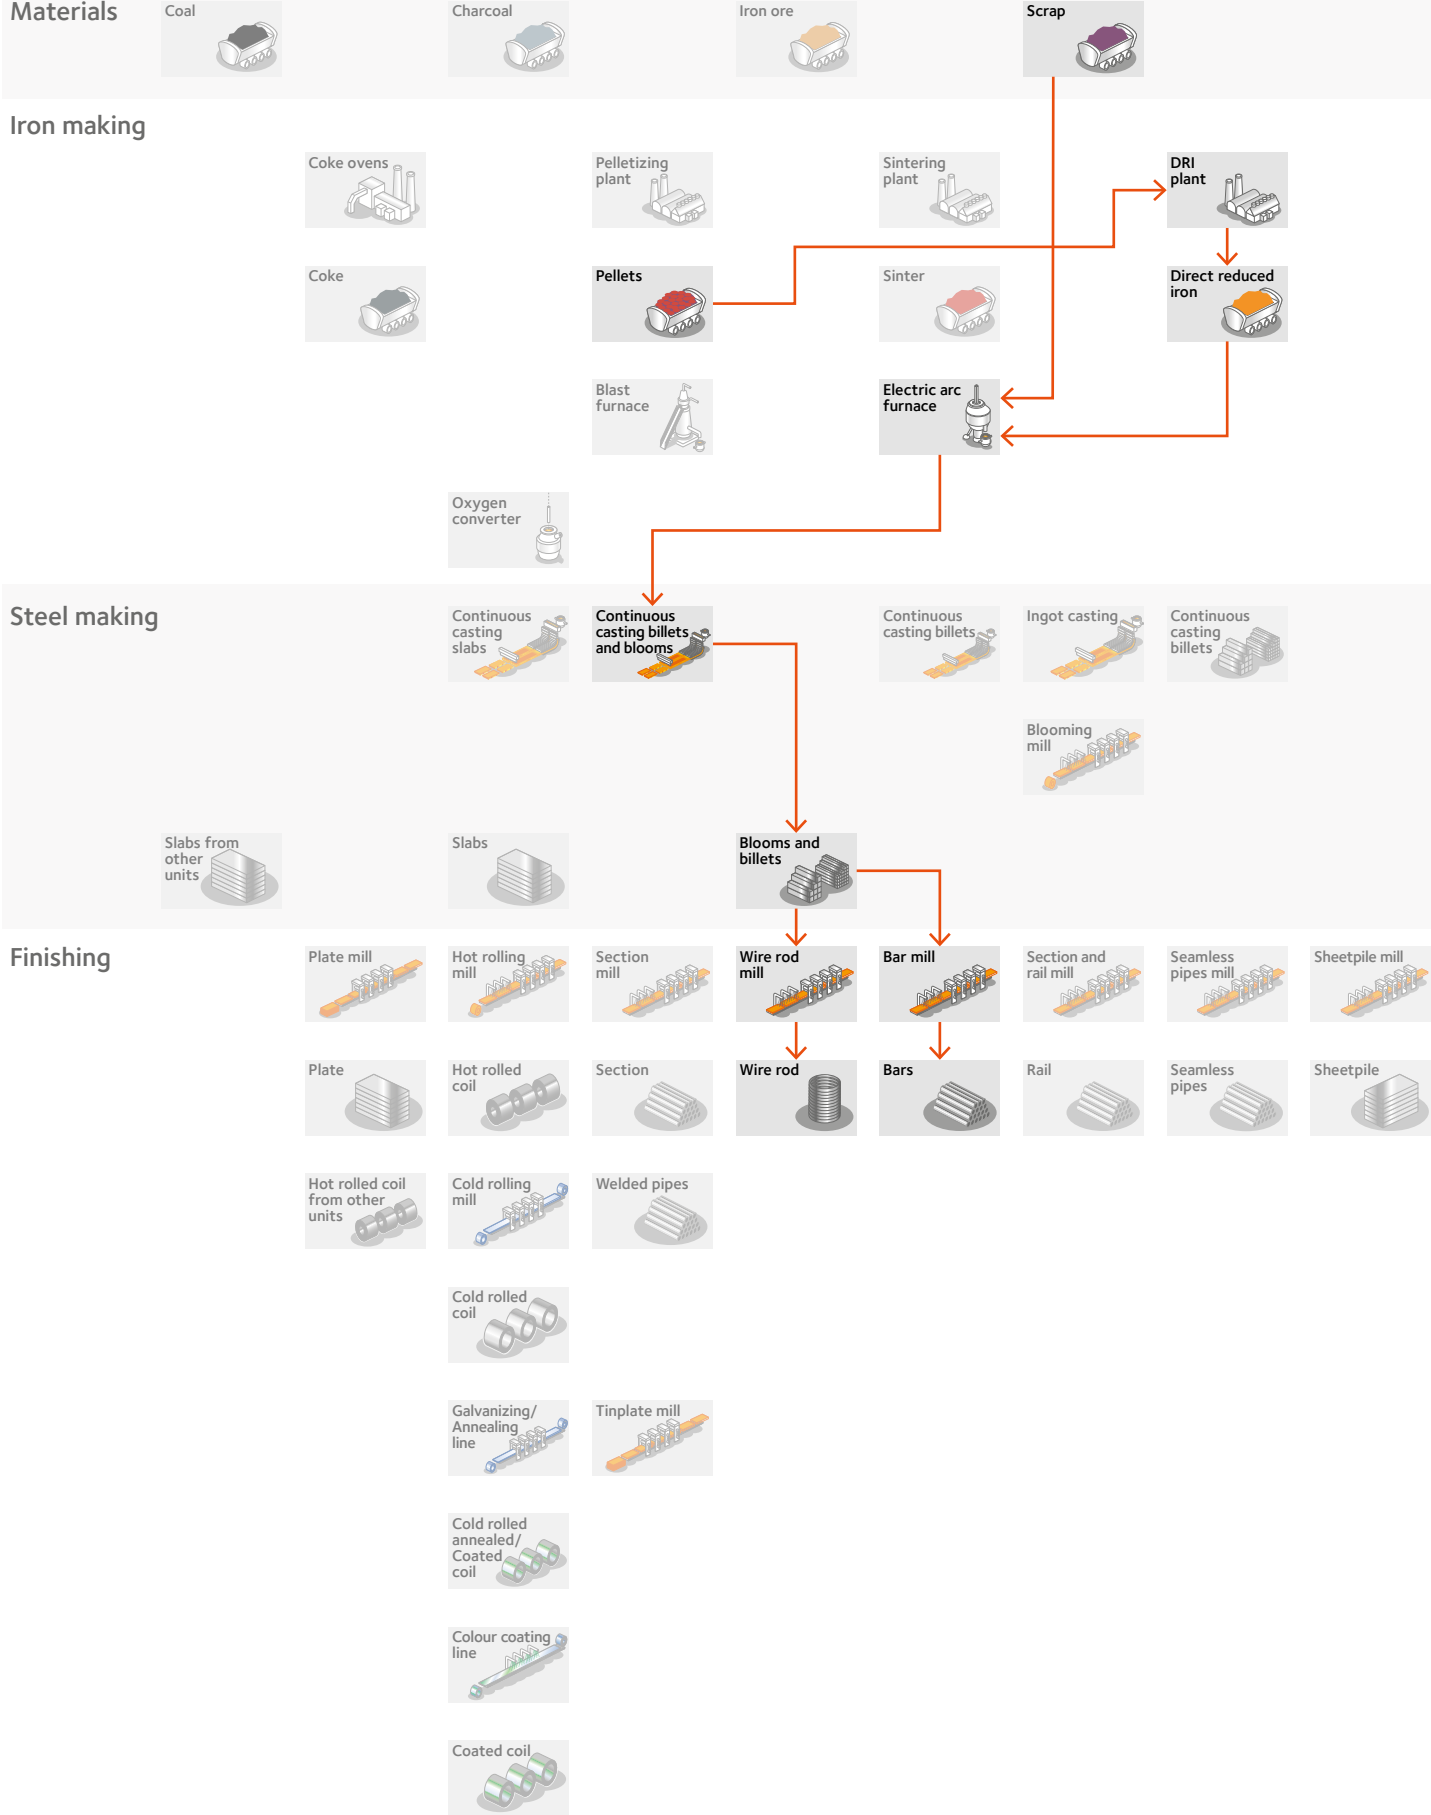 Materials
Coal
Charcoal
Iron ore
Scrap
Iron making
Coke ovens
Pelletizing
plant
Sintering
plant
DRI
plant
Coke
Pellets
Sinter
Direct reduced
iron
Blast
furnace
Electric arc
furnace
Oxygen
converter
Steel making
Continuous
casting
slabs
Continuous
casting billets
and blooms
Continuous
casting billets
Ingot casting
Continuous
casting
billets
Blooming
mill
Slabs from
other
units
Slabs
Blooms and
billets
Finishing
Plate mill
Hot rolling
mill
Section
mill
Wire rod
mill
Bar mill
Section and
rail mill
Seamless
pipes mill
Sheetpile mill
Plate
Hot rolled
coil
Section
Wire rod
Bars
Rail
Seamless
pipes
Sheetpile
Hot rolled coil
from other
units
Cold rolling
mill
Welded pipes
Cold rolled
coil
Galvanizing/
Annealing
line
Tinplate mill
Cold rolled
annealed/
Coated
coil
Colour coating
line
Coated coil